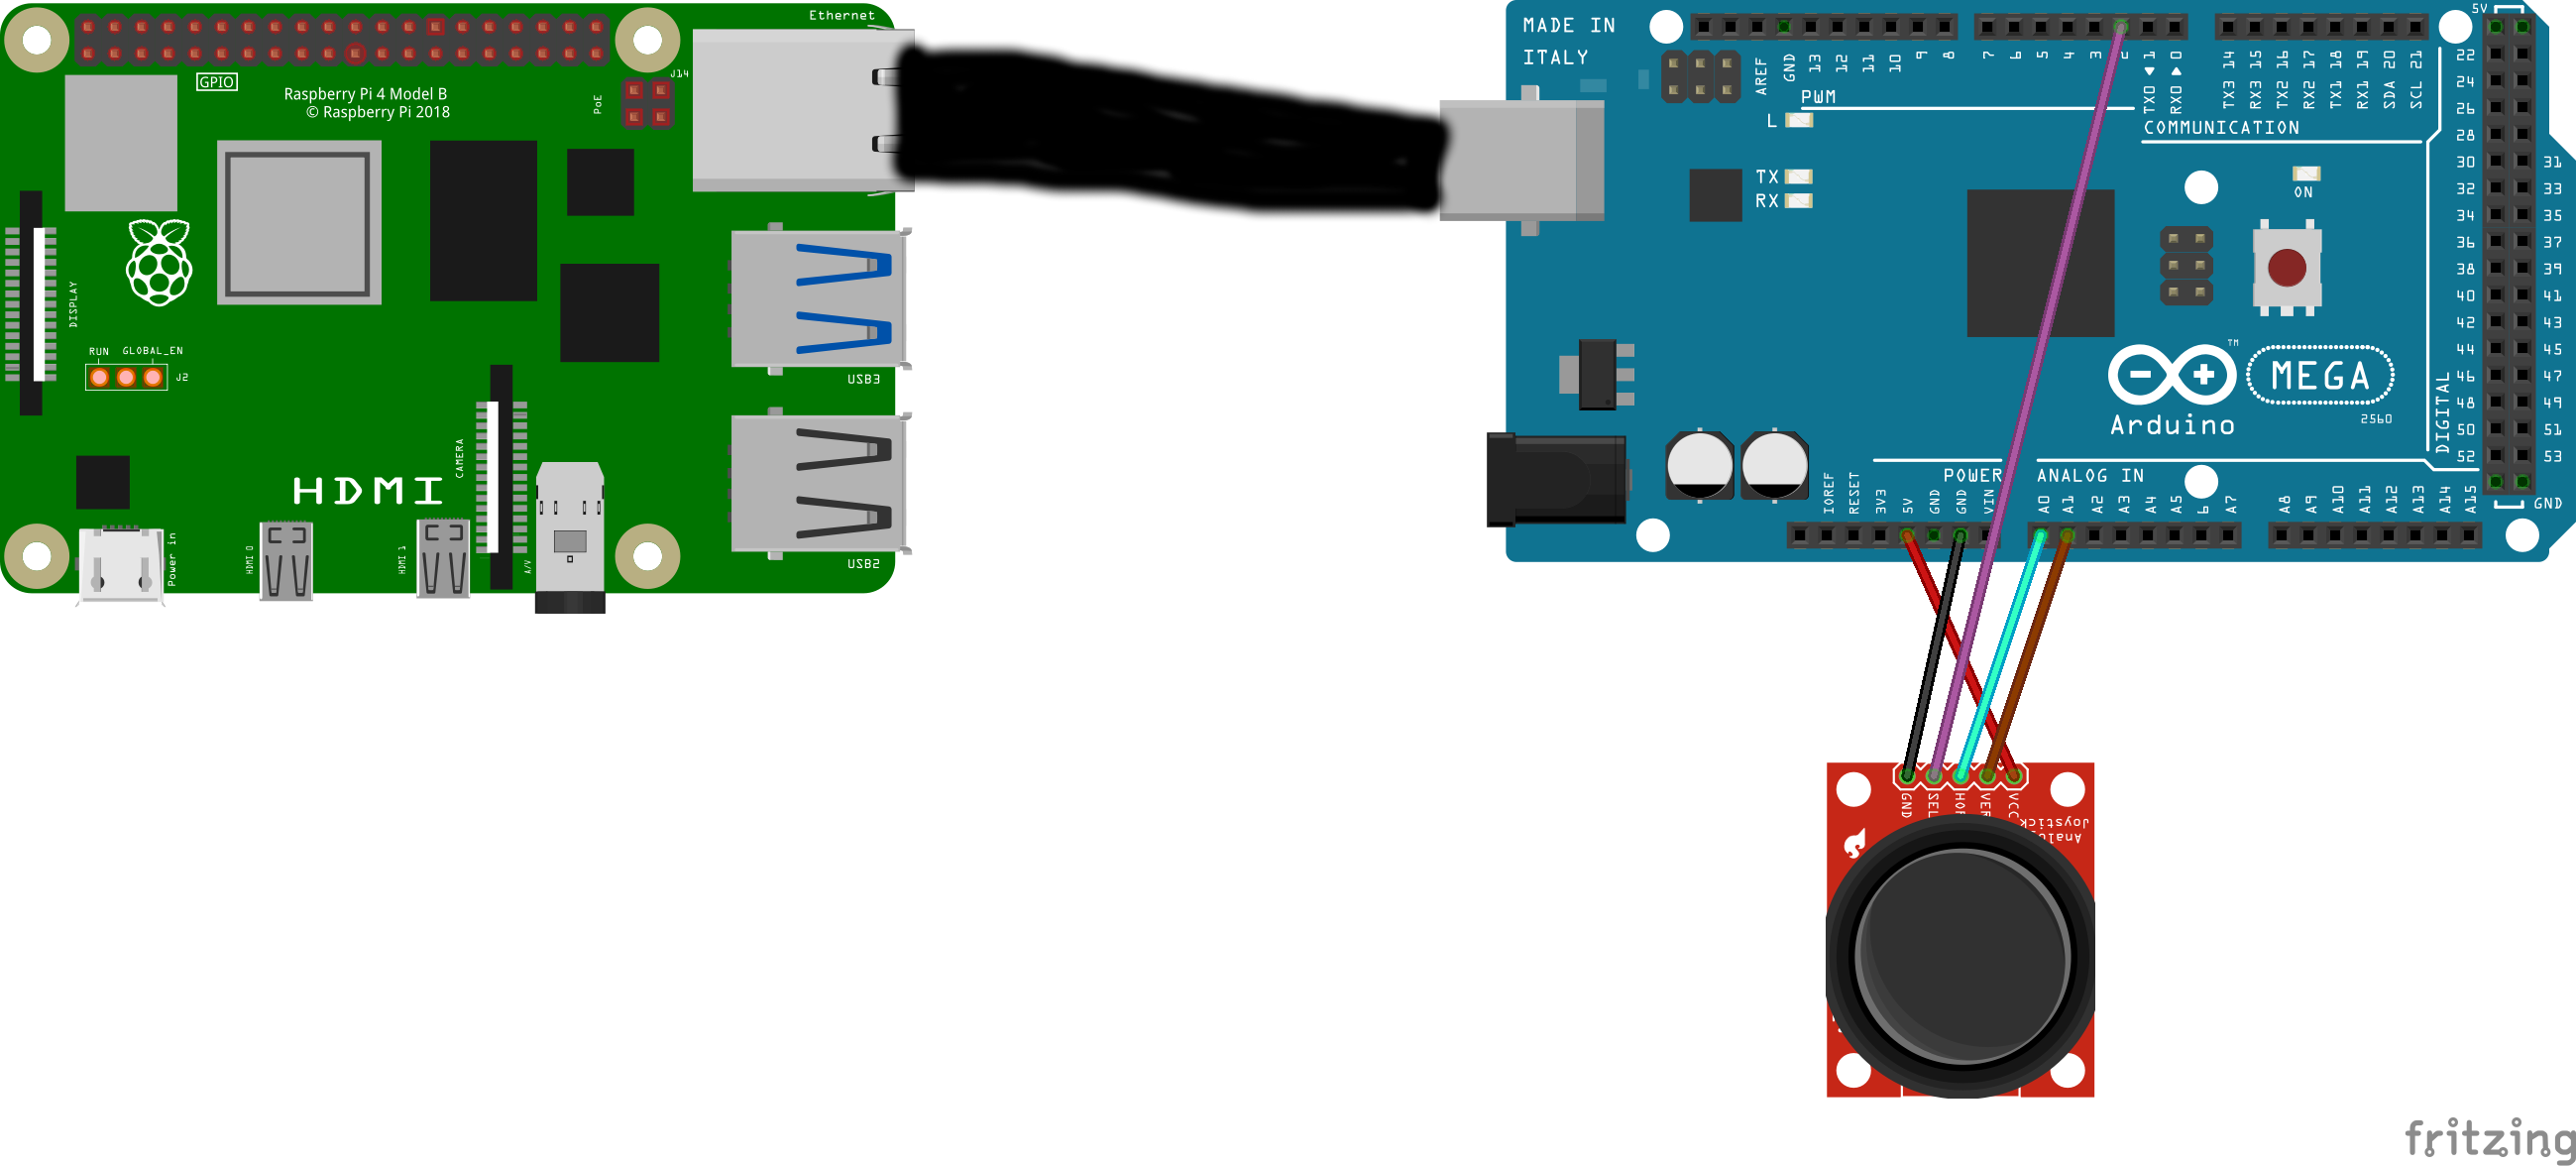 Ethernet
J14
GPIO
PoE
Raspberry Pi 4 Model B
© Raspberry Pi 2018
DISPLAY
RUN
GLOBAL_EN
J2
USB3
CAMERA
HDMI
USB2
Power in
HDMI 0
HDMI 1
A/V
MADE IN
ITALY
AREF
GND
13
12
11
10
9
8
7
6
5
4
3
2
TX0 1
RX0 0
TX3 14
RX3 15
TX2 16
RX2 17
TX1 18
RX1 19
SDA 20
SCL 21
5V
PWM
COMMUNICATION
L
TX
RX
ON
22
24
26
28
30 31
32 33
34 35
36 37
38 39
40 41
42 43
44 45
46 47
48 49
50 51
52 53
DIGITAL
TM
MEGA
Arduino
2560
POWER
ANALOG IN
IOREF
RESET
3V3
5V
GND
GND
VIN
A0
A1
A2
A3
A4
A5
6
A7
A8
A9
A10
A11
A12
A13
A14
A15
GND
GND
SEL
VCC
Joystick
fritzing